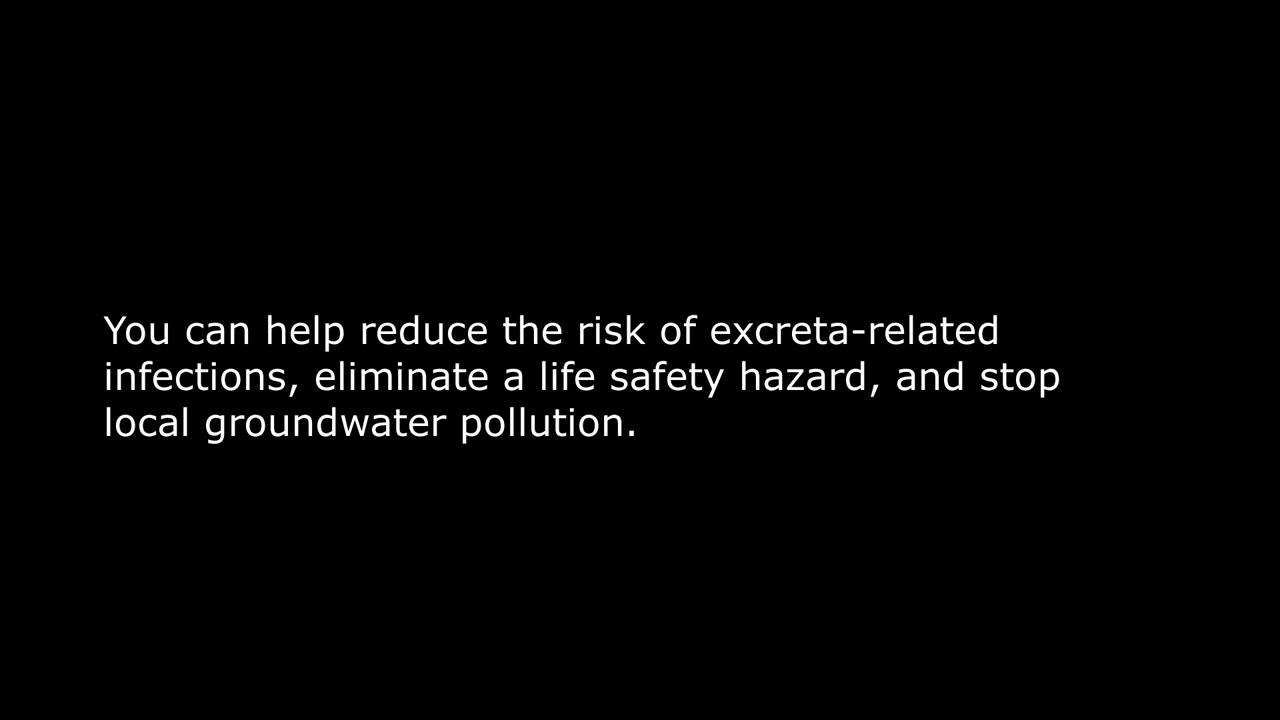 You can help reduce the risk of excreta-related
infections, eliminate a life safety hazard, and stop
local groundwater pollution.